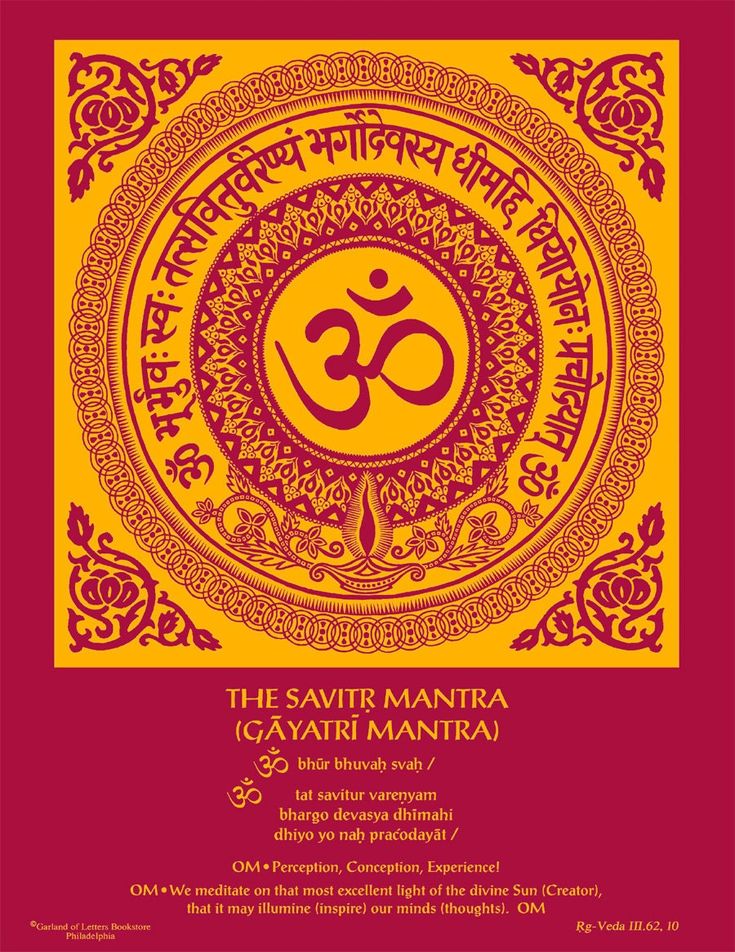 ॐ भूर्भुवः स्वः तत्सवितुर्वरेण्यं भर्गोदेवस्य धीमहि धियोयोनः प्रचोदयात् ॐ
ॐ
THE SAVITṚ MANTRA
(GĀYATRĪ MANTRA)
ॐ bhūr bhuvaḥ svaḥ /
ॐ tat savitur vareṇyam
bhargo devasya dhīmahi
dhiyo yo naḥ praćodayāt /
OM • Perception, Conception, Experience!
OM • We meditate on that most excellent light of the divine Sun (Creator),
that it may illumine (inspire) our minds (thoughts). OM
©Garland of Letters Bookstore
Philadelphia
Ṛg-Veda III.62, 10